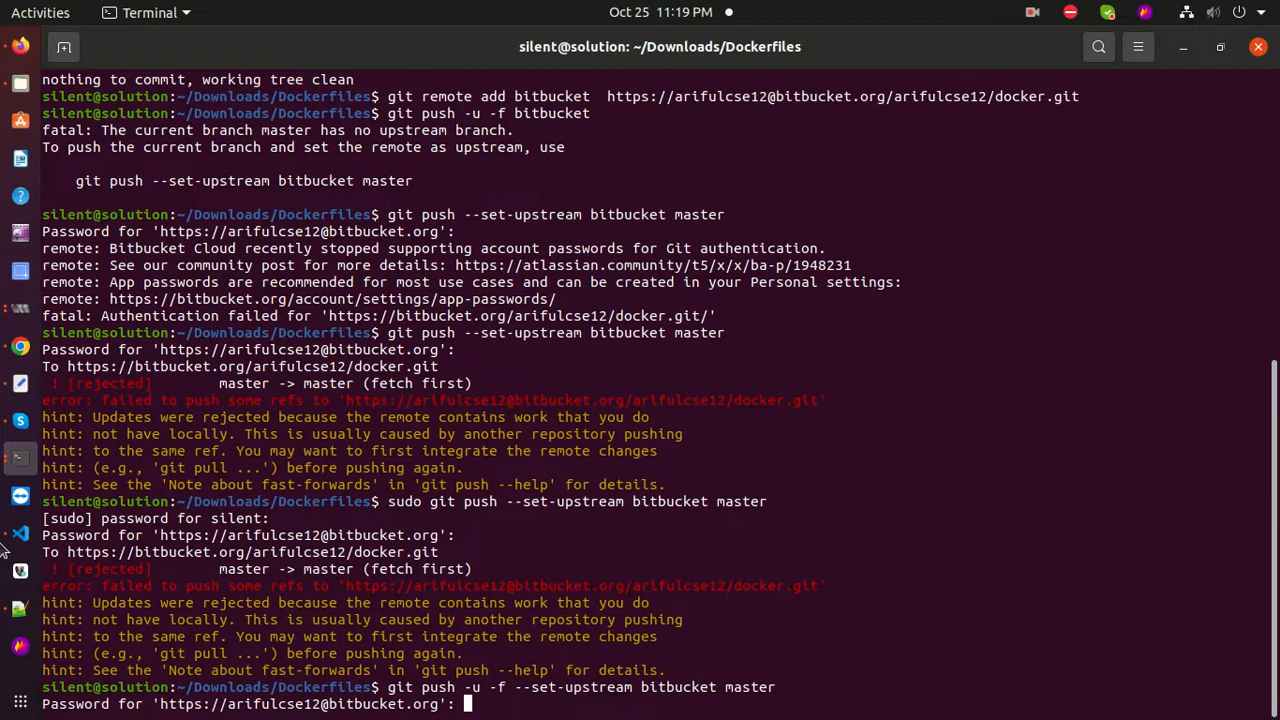 Activities
Terminal
Oct 25 11:19 PM
silent@solution: ~/Downloads/Dockerfiles
nothing to commit, working tree clean
silent@solution:~/Downloads/Dockerfiles$ git remote add bitbucket  https://arifulcse12@bitbucket.org/arifulcse12/docker.git
silent@solution:~/Downloads/Dockerfiles$ git push -u -f bitbucket
fatal: The current branch master has no upstream branch.
To push the current branch and set the remote as upstream, use
    git push --set-upstream bitbucket master
silent@solution:~/Downloads/Dockerfiles$ git push --set-upstream bitbucket master
Password for 'https://arifulcse12@bitbucket.org':
remote: Bitbucket Cloud recently stopped supporting account passwords for Git authentication.
remote: See our community post for more details: https://atlassian.community/t5/x/x/ba-p/1948231
remote: App passwords are recommended for most use cases and can be created in your Personal settings:
remote: https://bitbucket.org/account/settings/app-passwords/
fatal: Authentication failed for 'https://bitbucket.org/arifulcse12/docker.git/'
silent@solution:~/Downloads/Dockerfiles$ git push --set-upstream bitbucket master
Password for 'https://arifulcse12@bitbucket.org':
To https://bitbucket.org/arifulcse12/docker.git
 ! [rejected]        master -> master (fetch first)
error: failed to push some refs to 'https://arifulcse12@bitbucket.org/arifulcse12/docker.git'
hint: Updates were rejected because the remote contains work that you do
hint: not have locally. This is usually caused by another repository pushing
hint: to the same ref. You may want to first integrate the remote changes
hint: (e.g., 'git pull ...') before pushing again.
hint: See the 'Note about fast-forwards' in 'git push --help' for details.
silent@solution:~/Downloads/Dockerfiles$ sudo git push --set-upstream bitbucket master
[sudo] password for silent:
Password for 'https://arifulcse12@bitbucket.org':
To https://bitbucket.org/arifulcse12/docker.git
 ! [rejected]        master -> master (fetch first)
error: failed to push some refs to 'https://arifulcse12@bitbucket.org/arifulcse12/docker.git'
hint: Updates were rejected because the remote contains work that you do
hint: not have locally. This is usually caused by another repository pushing
hint: to the same ref. You may want to first integrate the remote changes
hint: (e.g., 'git pull ...') before pushing again.
hint: See the 'Note about fast-forwards' in 'git push --help' for details.
silent@solution:~/Downloads/Dockerfiles$ git push -u -f --set-upstream bitbucket master
Password for 'https://arifulcse12@bitbucket.org':